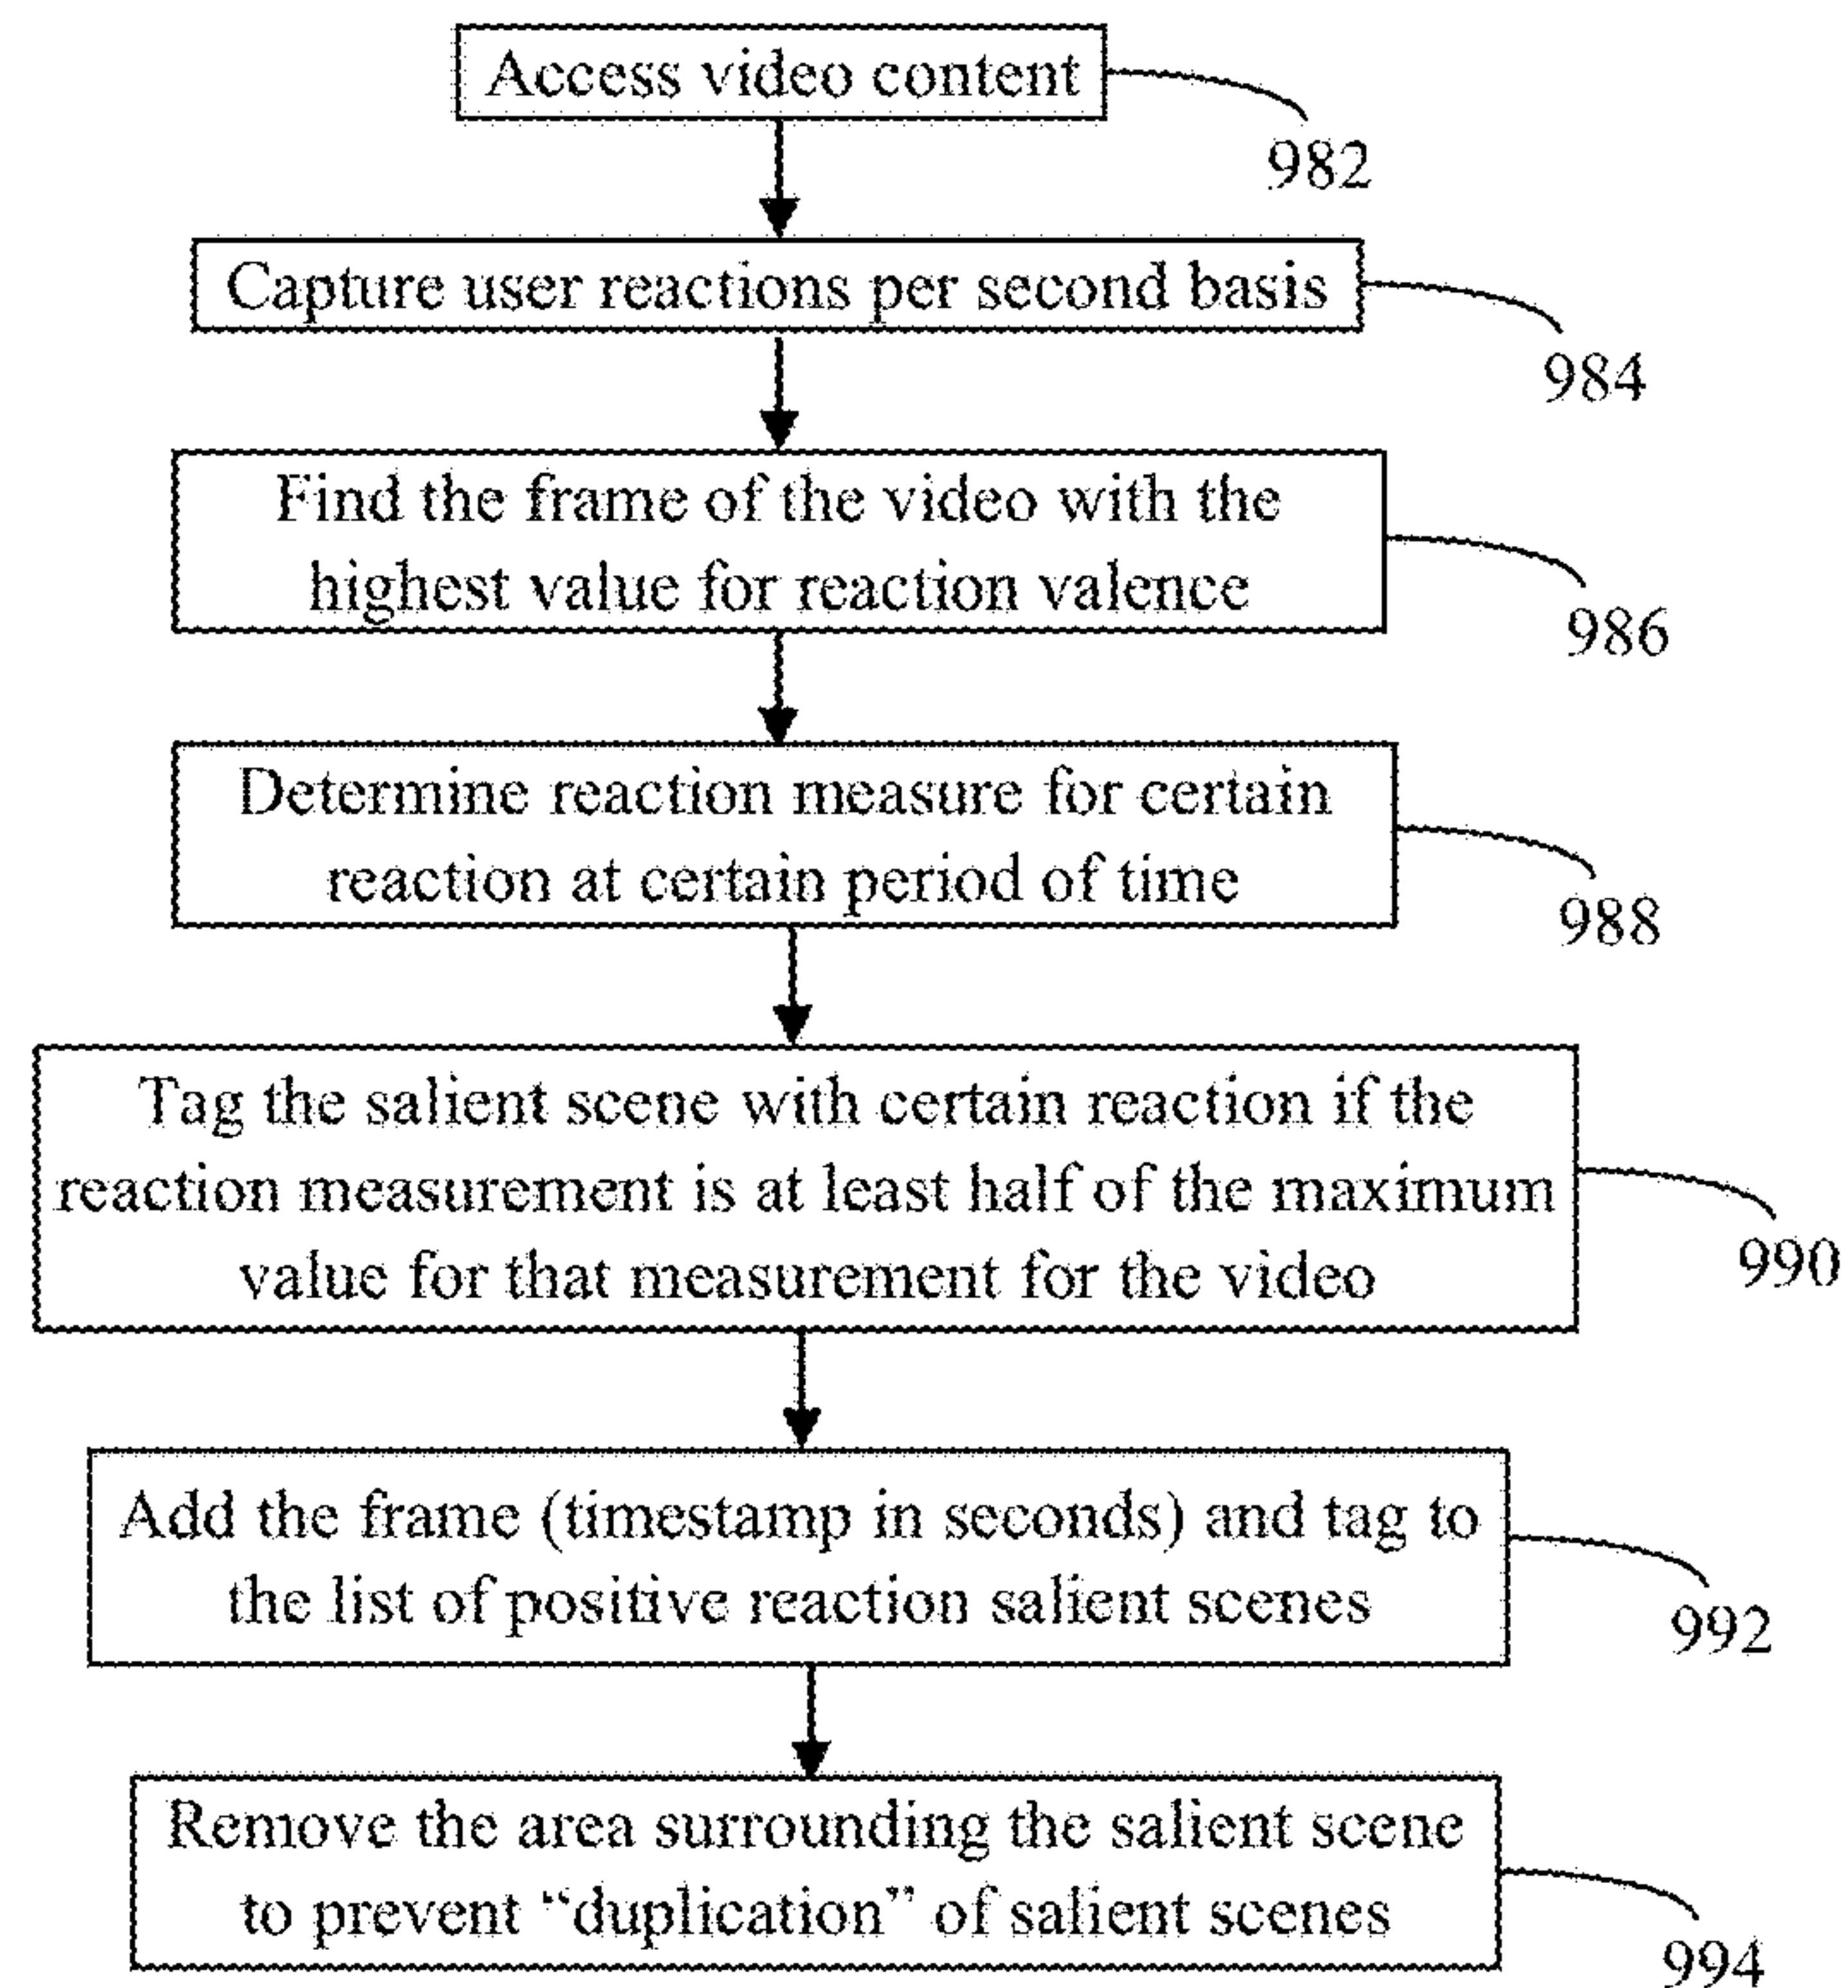 Access video content
982
Capture user reactions per second basis
984
Find the frame of the video with the
highest value for reaction valence
986
Determine reaction measure for certain
reaction at certain period of time
988
Tag the salient scene with certain reaction if the
reaction measurement is at least half of the maximum
value for that measurement for the video
990
Add the frame (timestamp in seconds) and tag to
the list of positive reaction salient scenes
992
Remove the area surrounding the salient scene
to prevent “duplication” of salient scenes
994